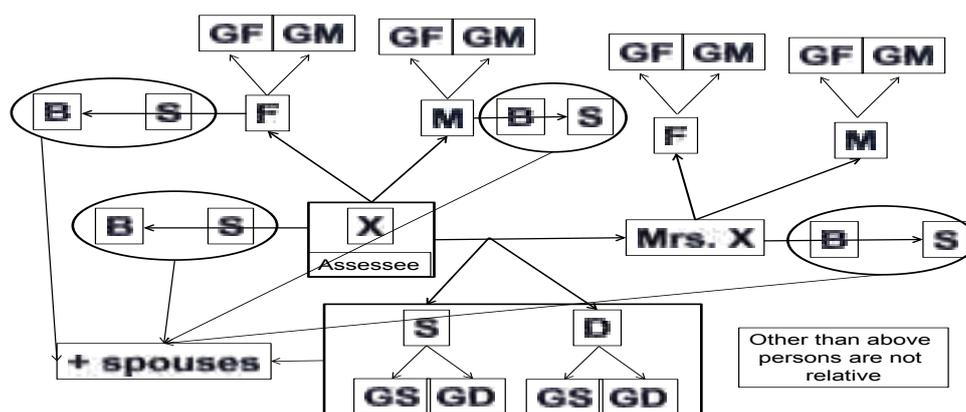 GF GM GF GM GF GM GF GM
B S F M B S F M
B S X Mrs. X B S
Assessee
+ spouses S D
GS GD GS GD
Other than above
persons are not
relative